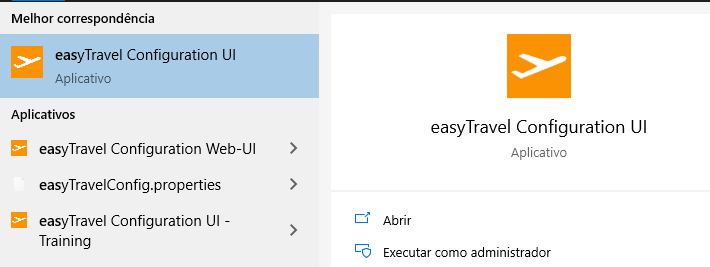 Melhor correspondência
easyTravel Configuration UI
Aplicativo
Aplicativos
easyTravel Configuration Web-UI
easyTravelConfig.properties
easyTravel Configuration UI -
Training
easyTravel Configuration UI
Aplicativo
Abrir
Executar como administrador